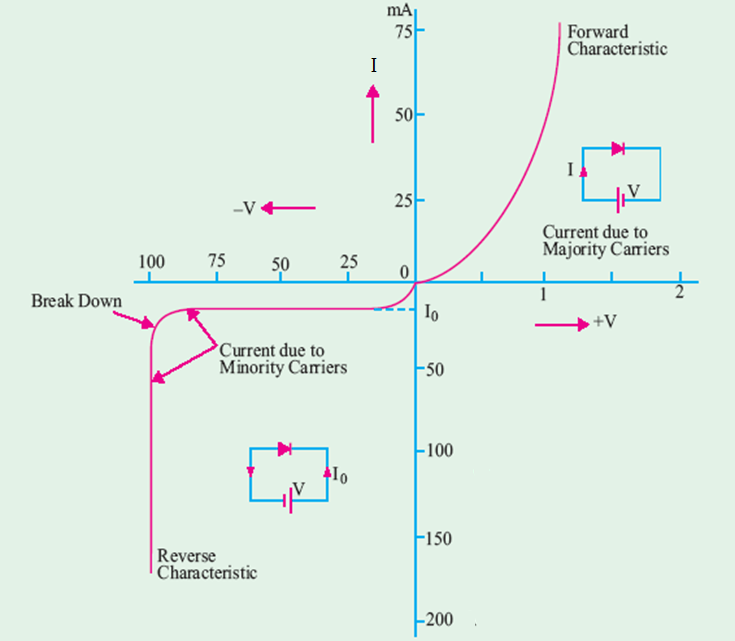 mA
75
Forward
Characteristic
I
50
I
V
25
–V
Current due to
Majority Carriers
100
75
50
25
0
1
2
Break Down
I₀
+V
Current due to
Minority Carriers
50
100
I₀
V
150
Reverse
Characteristic
200